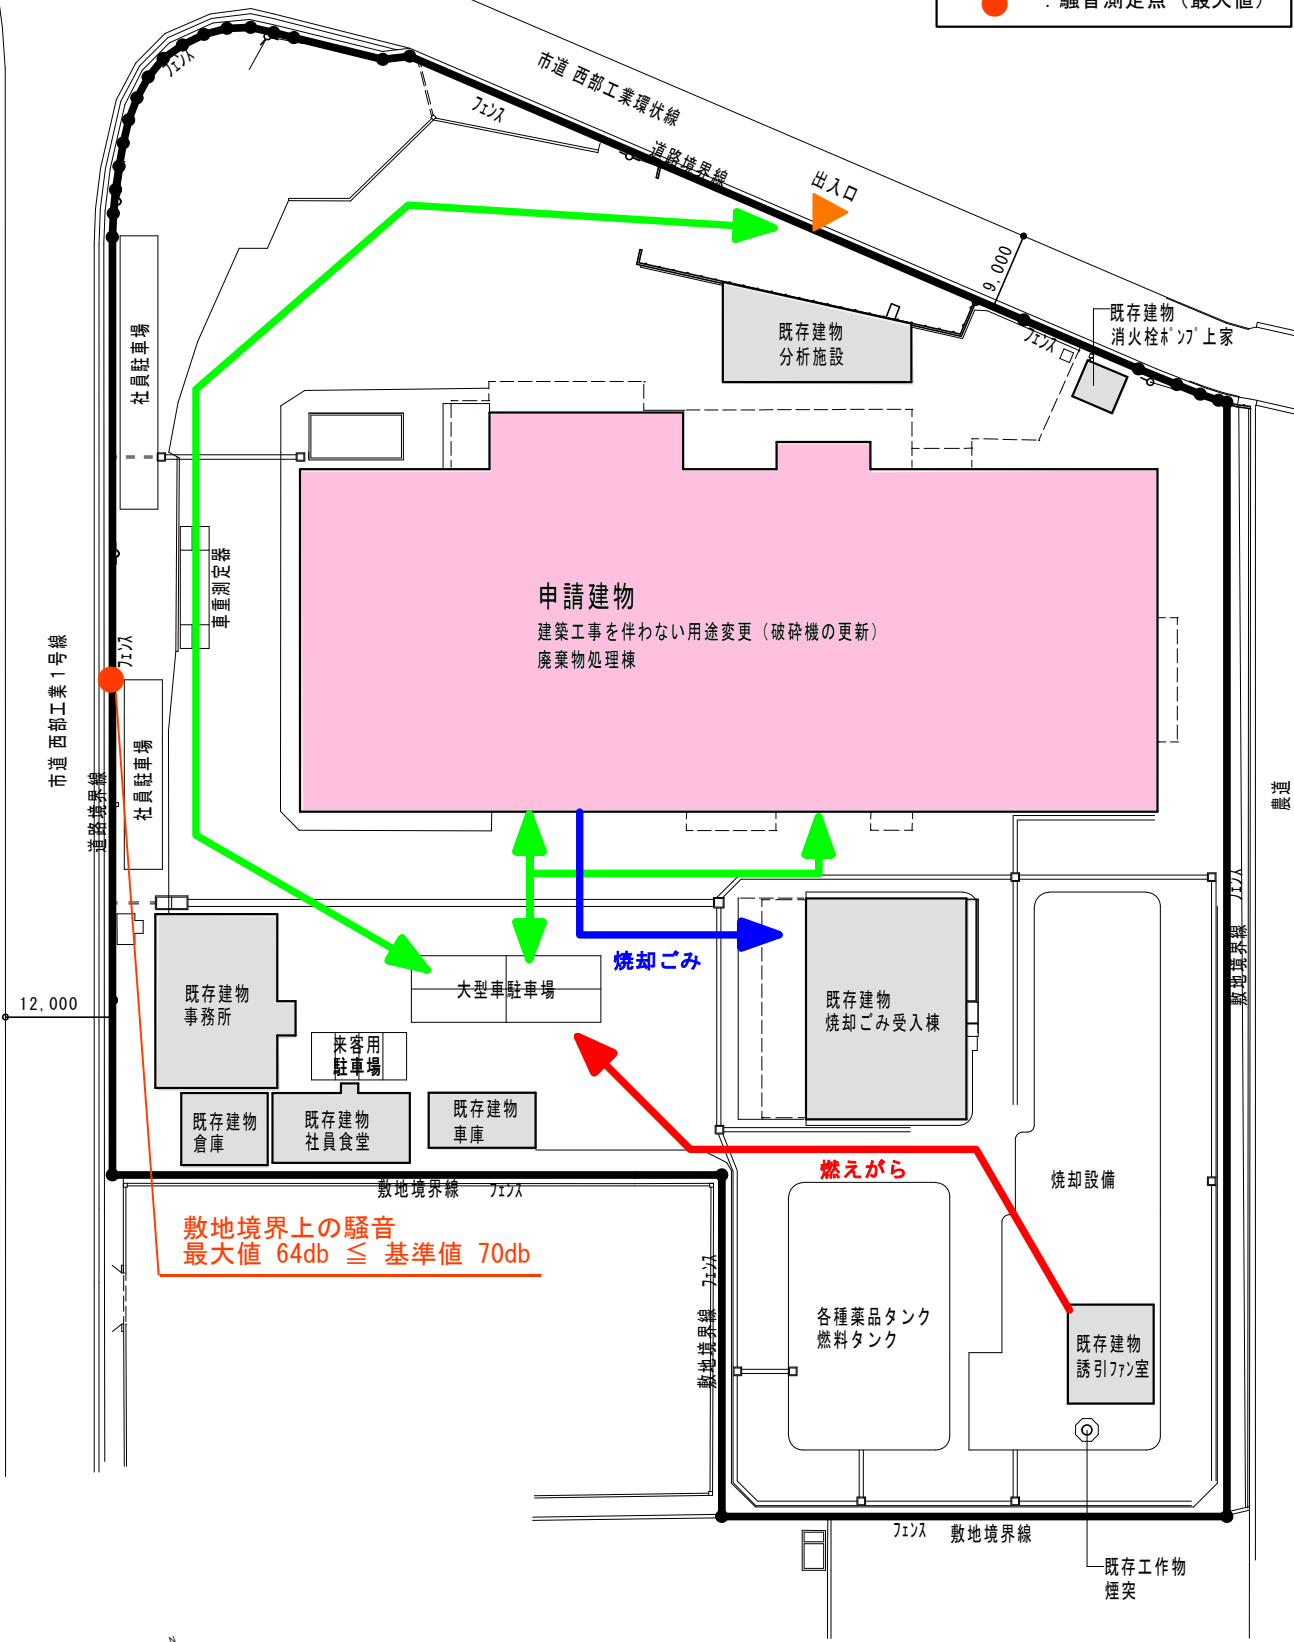 ：騒音測定点（最大値）
市道 西部工業環状線
フェンス
フェンス
道路境界線
出入口
9,000
既存建物
消火栓ポンプ上家
フェンス
既存建物
分析施設
社員駐車場
車重測定器
申請建物
建築工事を伴わない用途変更（破砕機の更新）
廃棄物処理棟
フェンス
市道 西部工業１号線
道路境界線
社員駐車場
農道
フェンス
敷地境界線
焼却ごみ
大型車駐車場
既存建物
事務所
既存建物
焼却ごみ受入棟
12,000
来客用
駐車場
既存建物
倉庫
既存建物
社員食堂
既存建物
車庫
燃えがら
焼却設備
敷地境界線 フェンス
敷地境界上の騒音
最大値 64db ≦ 基準値 70db
敷地境界線 フェンス
各種薬品タンク
燃料タンク
既存建物
誘引ファン室
フェンス 敷地境界線
既存工作物
煙突
N